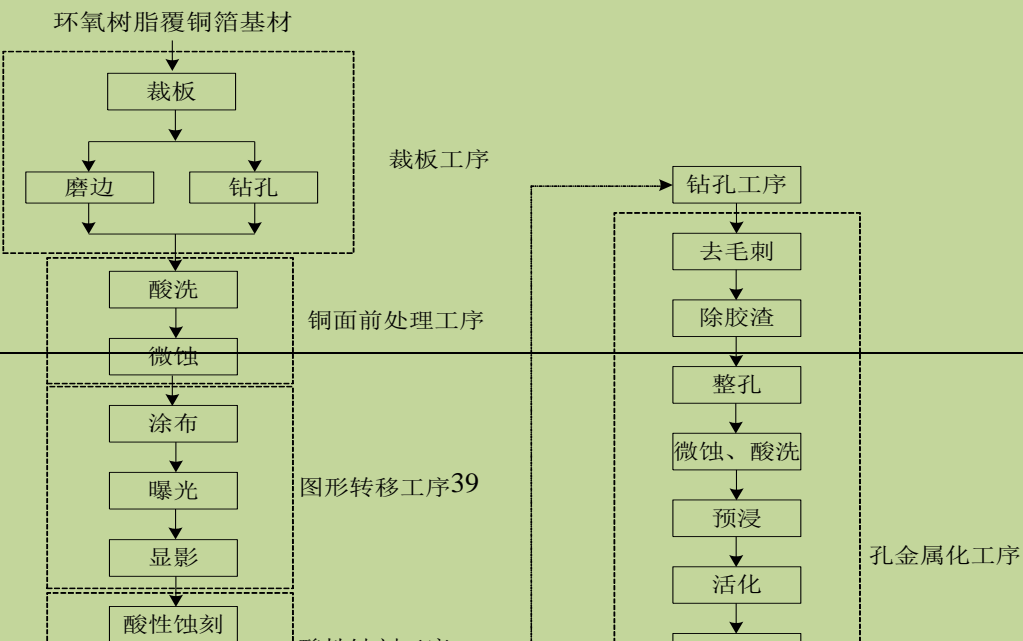 环氧树脂覆铜箔基材
裁板
磨边
钻孔
裁板工序
酸洗
微蚀
铜面前处理工序
涂布
曝光
显影
图形转移工序39
酸性蚀刻
钻孔工序
去毛刺
除胶渣
整孔
微蚀、酸洗
预浸
活化
孔金属化工序